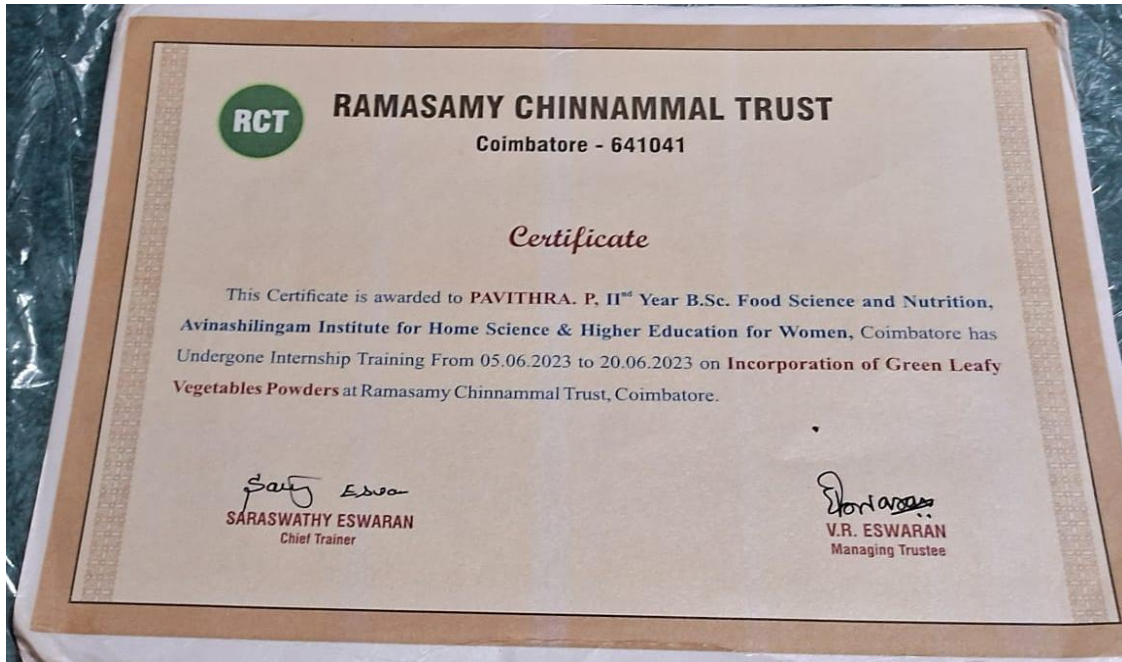 RCT
RAMASAMY CHINNAMMAL TRUST
Coimbatore - 641041
Certificate
This Certificate is awarded to PAVITHRA. P, IInd Year B.Sc. Food Science and Nutrition,
Avinashilingam Institute for Home Science & Higher Education for Women, Coimbatore has
Undergone Internship Training From 05.06.2023 to 20.06.2023 on Incorporation of Green Leafy
Vegetables Powders at Ramasamy Chinnammal Trust, Coimbatore.
SARASWATHY ESWARAN
Chief Trainer
V.R. ESWARAN
Managing Trustee